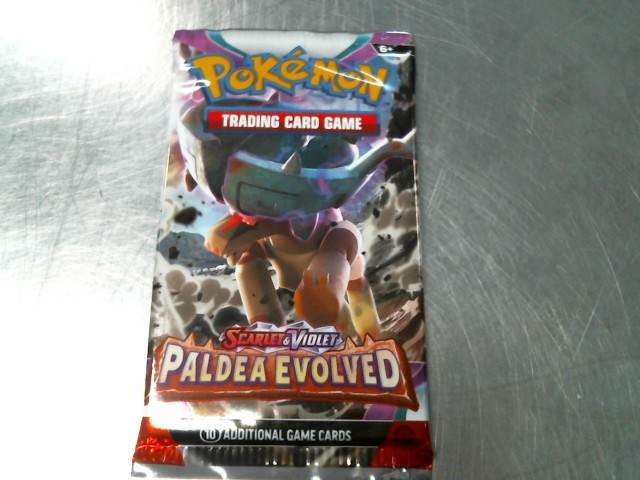 6+
POKéMON
TRADING CARD GAME
SCARLET & VIOLET
PALDEA EVOLVED
10 ADDITIONAL GAME CARDS